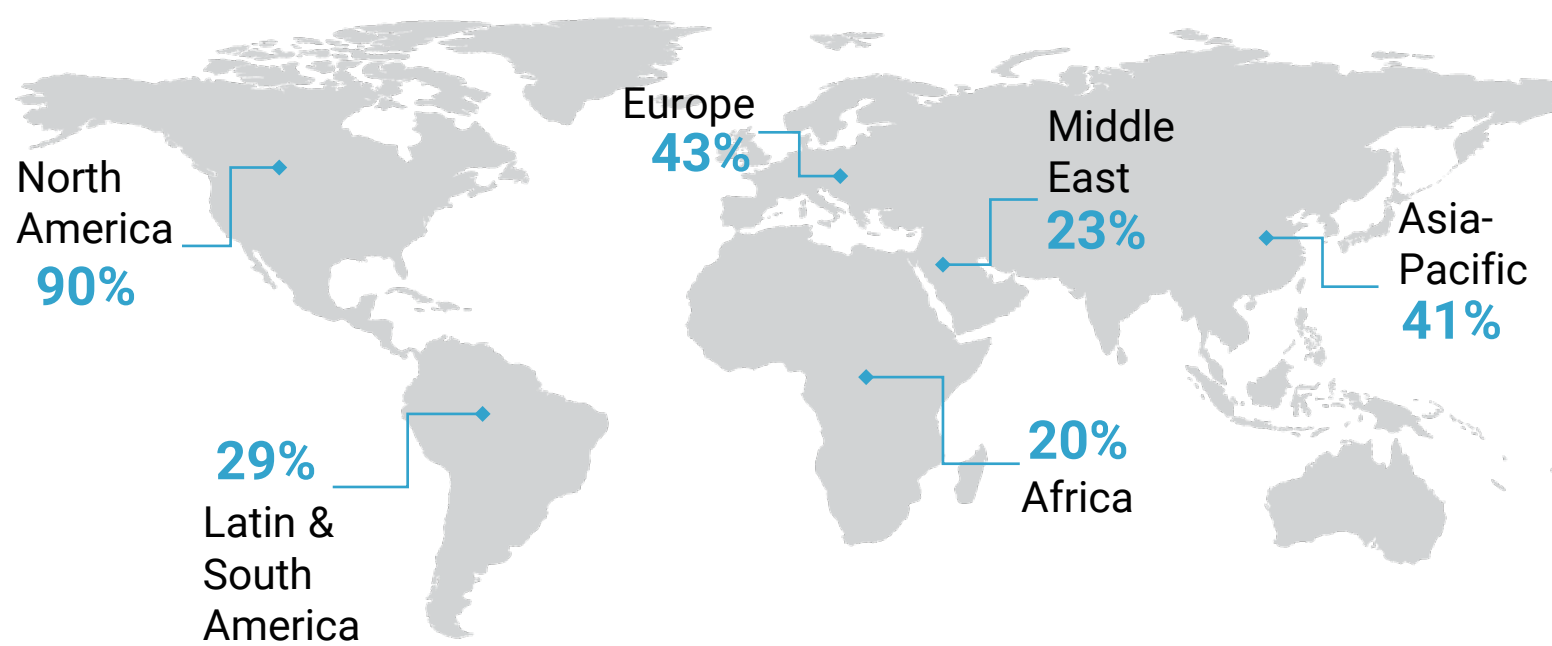 North
America
90%
Europe
43%
Middle
East
23%
Asia-
Pacific
41%
29%
Latin &
South
America
20%
Africa